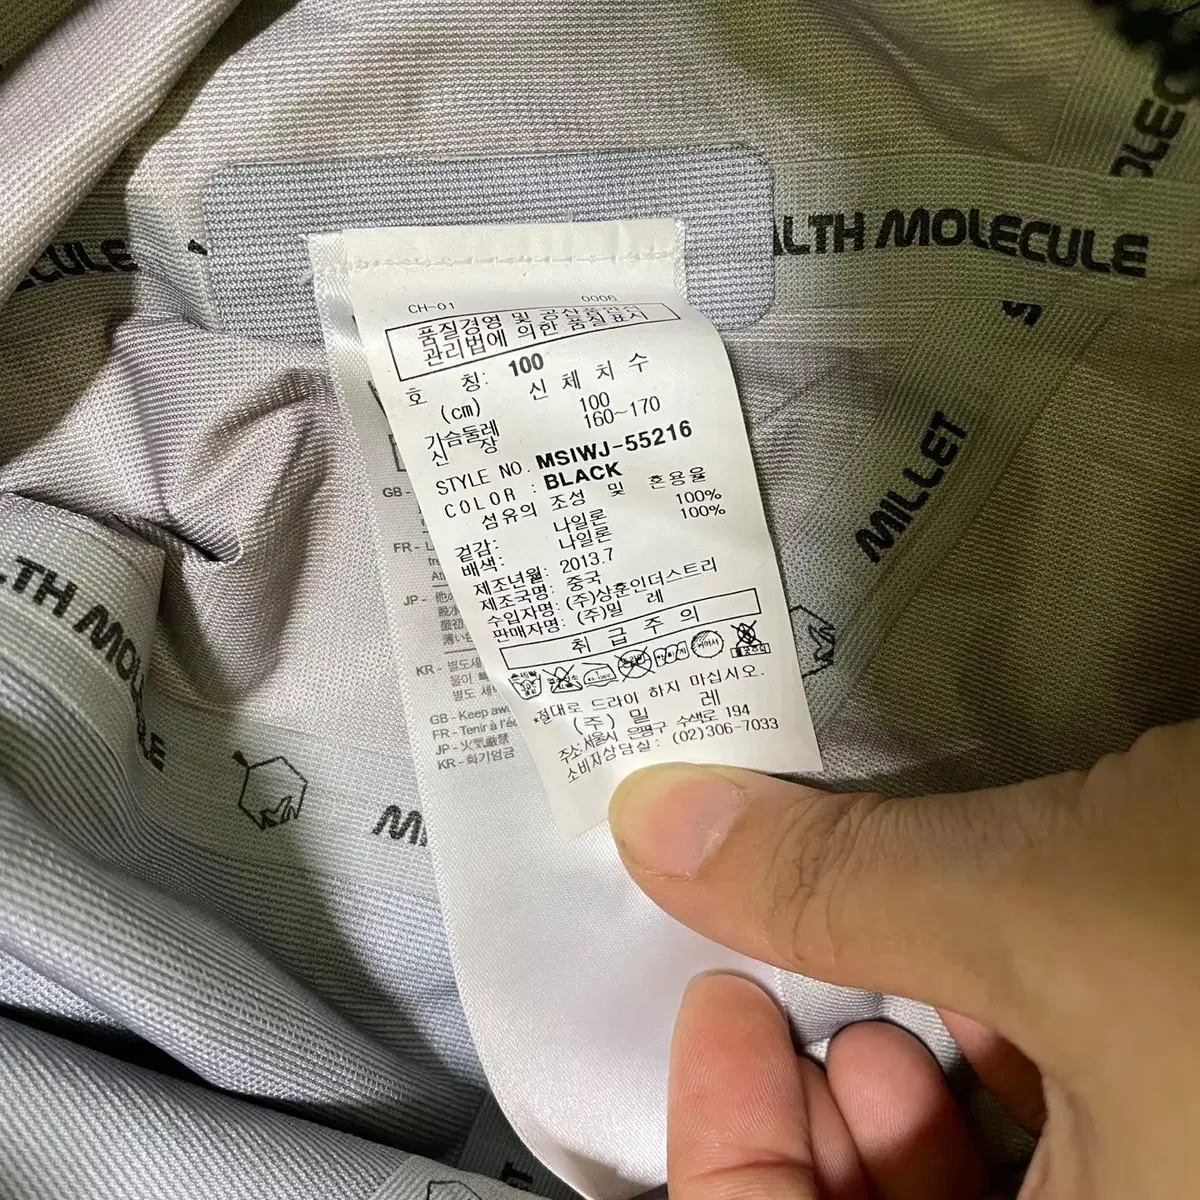 CH-01 0006
품질경영 및
관리법에 의한 품질표시
호 칭: 100
(cm) 신 체 치 수
가슴둘레 100
신 장 160~170
STYLE NO. MSIWJ-55216
COLOR : BLACK
섬유의 조성 및 혼용율
겉감: 나일론 100%
배색: 나일론 100%
제조년월: 2013.7
제조국명: 중국
수입자명: (주)상훈인더스트리
판매자명: (주)밀 레
취 급 주 의
*절대로 드라이 하지 마십시오.
(주) 밀 레
주소:서울시 은평구 수색로 194
소비자상담실: (02)306-7033
GB-
FR-
JP-
KR-
GB - Keep
FR - Tenir à
JP - 火気厳禁
KR - 화기엄금
ALTH MOLECULE
MILLET
LTH MOLECULE